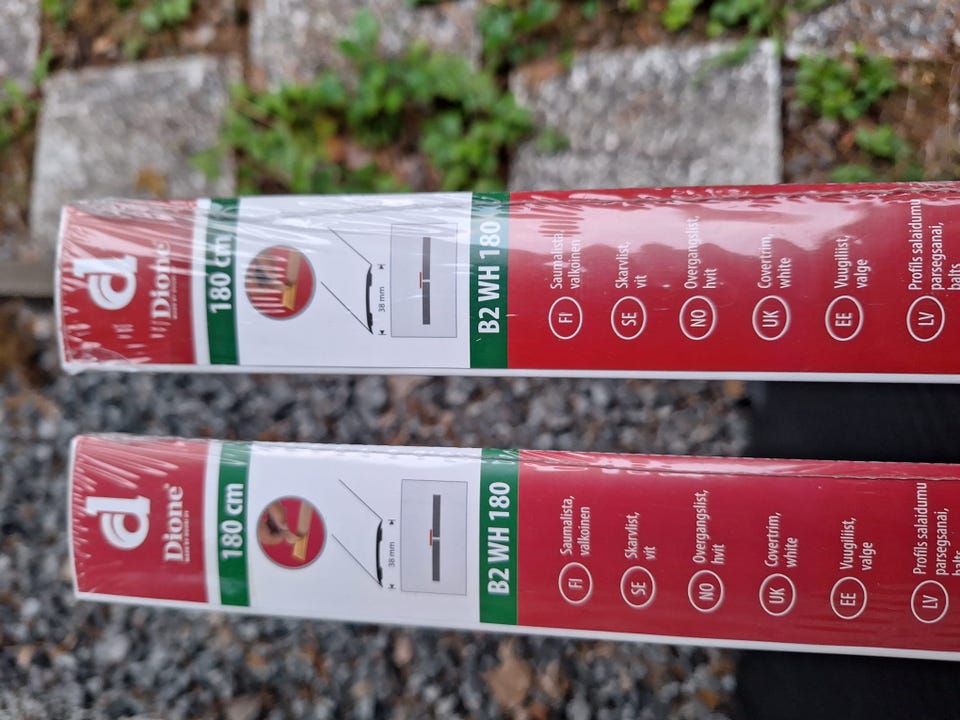 d
Dione
180 cm
38 mm
B2 WH 180
FI
Saumalista,
valkoinen
SE
Skarvlist,
vit
NO
Overgangslist,
hvit
UK
Covertrim,
white
EE
Vuugiliist,
valge
LV
Profils salaidumu
parsegsanai,
balts
d
Dione
180 cm
38 mm
B2 WH 180
FI
Saumalista,
valkoinen
SE
Skarvlist,
vit
NO
Overgangslist,
hvit
UK
Covertrim,
white
EE
Vuugiliist,
valge
LV
Profils salaidumu
parsegsanai,